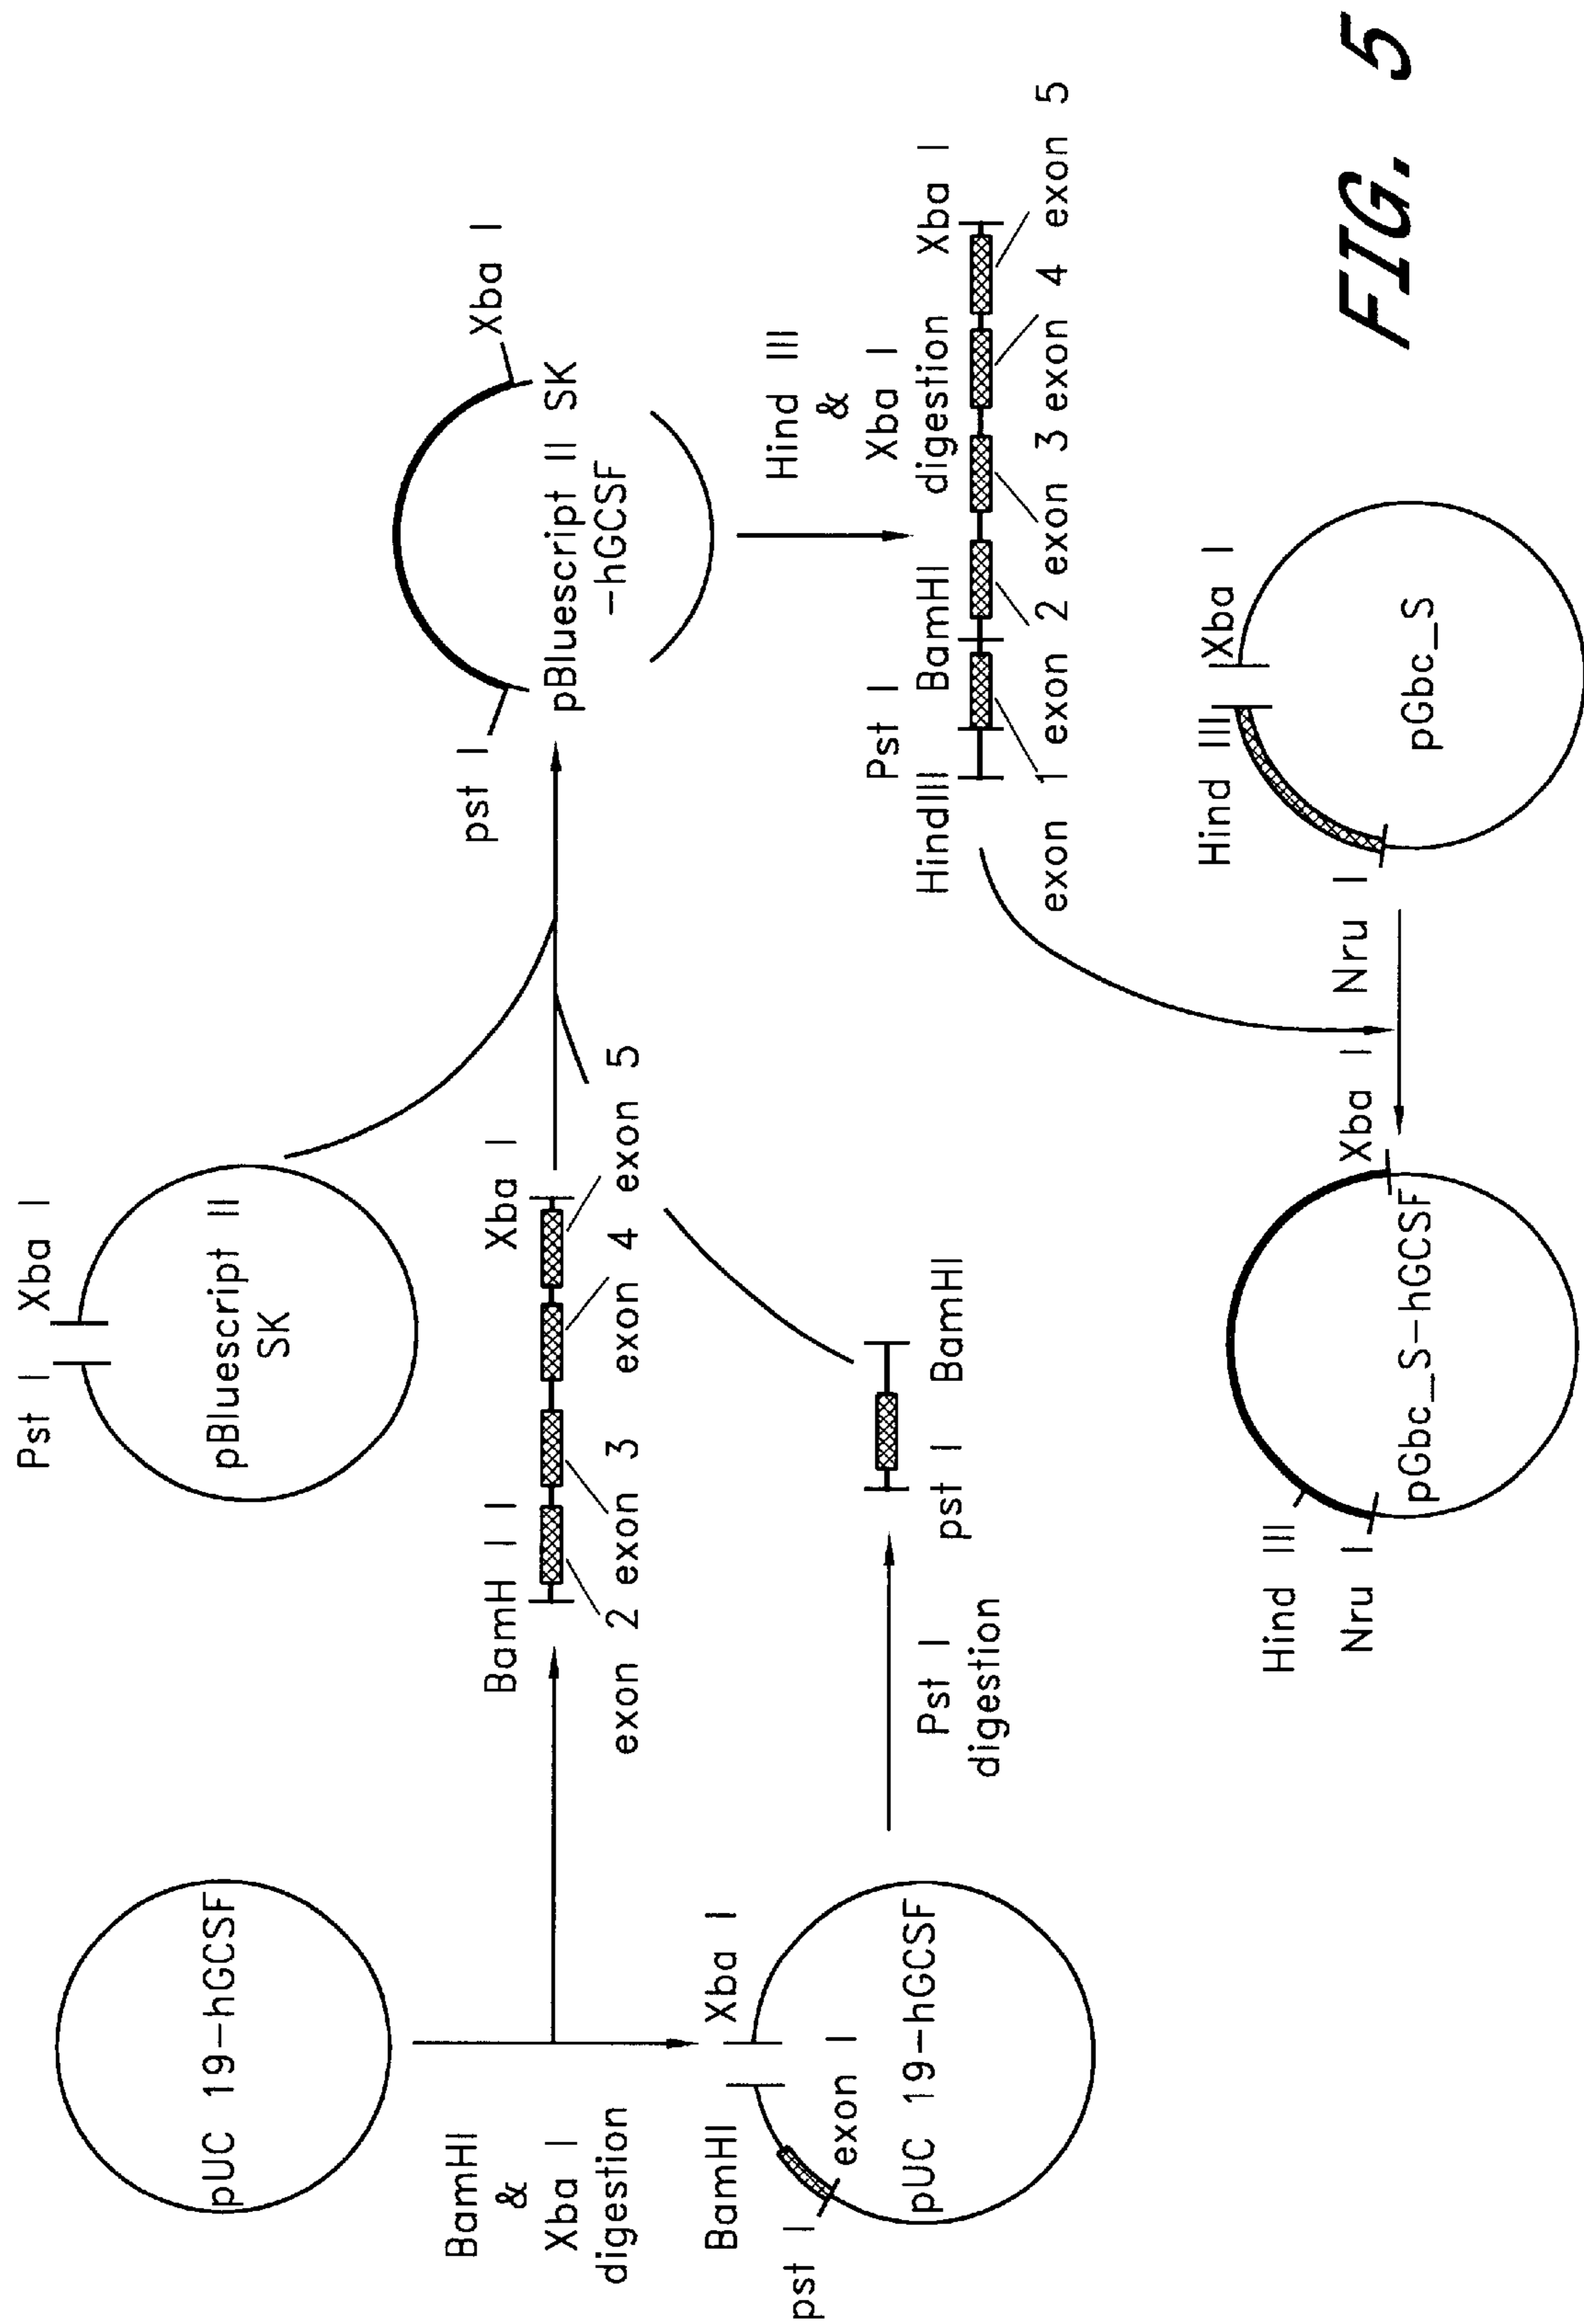 pUC 19-hGCSF
BamHI
&
Xba I
digestion
BamHI
Xba I
pst I
exon I
pUC 19-hGCSF
Pst I
digestion
pst I
BamHI
BamH I I
Xba I
exon 2 exon 3 exon 4 exon 5
Pst I
Xba I
pBluescript II
SK
pst I
Xba I
pBluescript II SK
-hGCSF
Hind III
&
Xba I
digestion
HindIII
Pst I
BamHI
Xba I
exon 1 exon 2 exon 3 exon 4 exon 5
Hind III
Xba I
Nru I
pGbc_S
Hind III
Nru I
Xba I
pGbc_S-hGCSF
FIG. 5